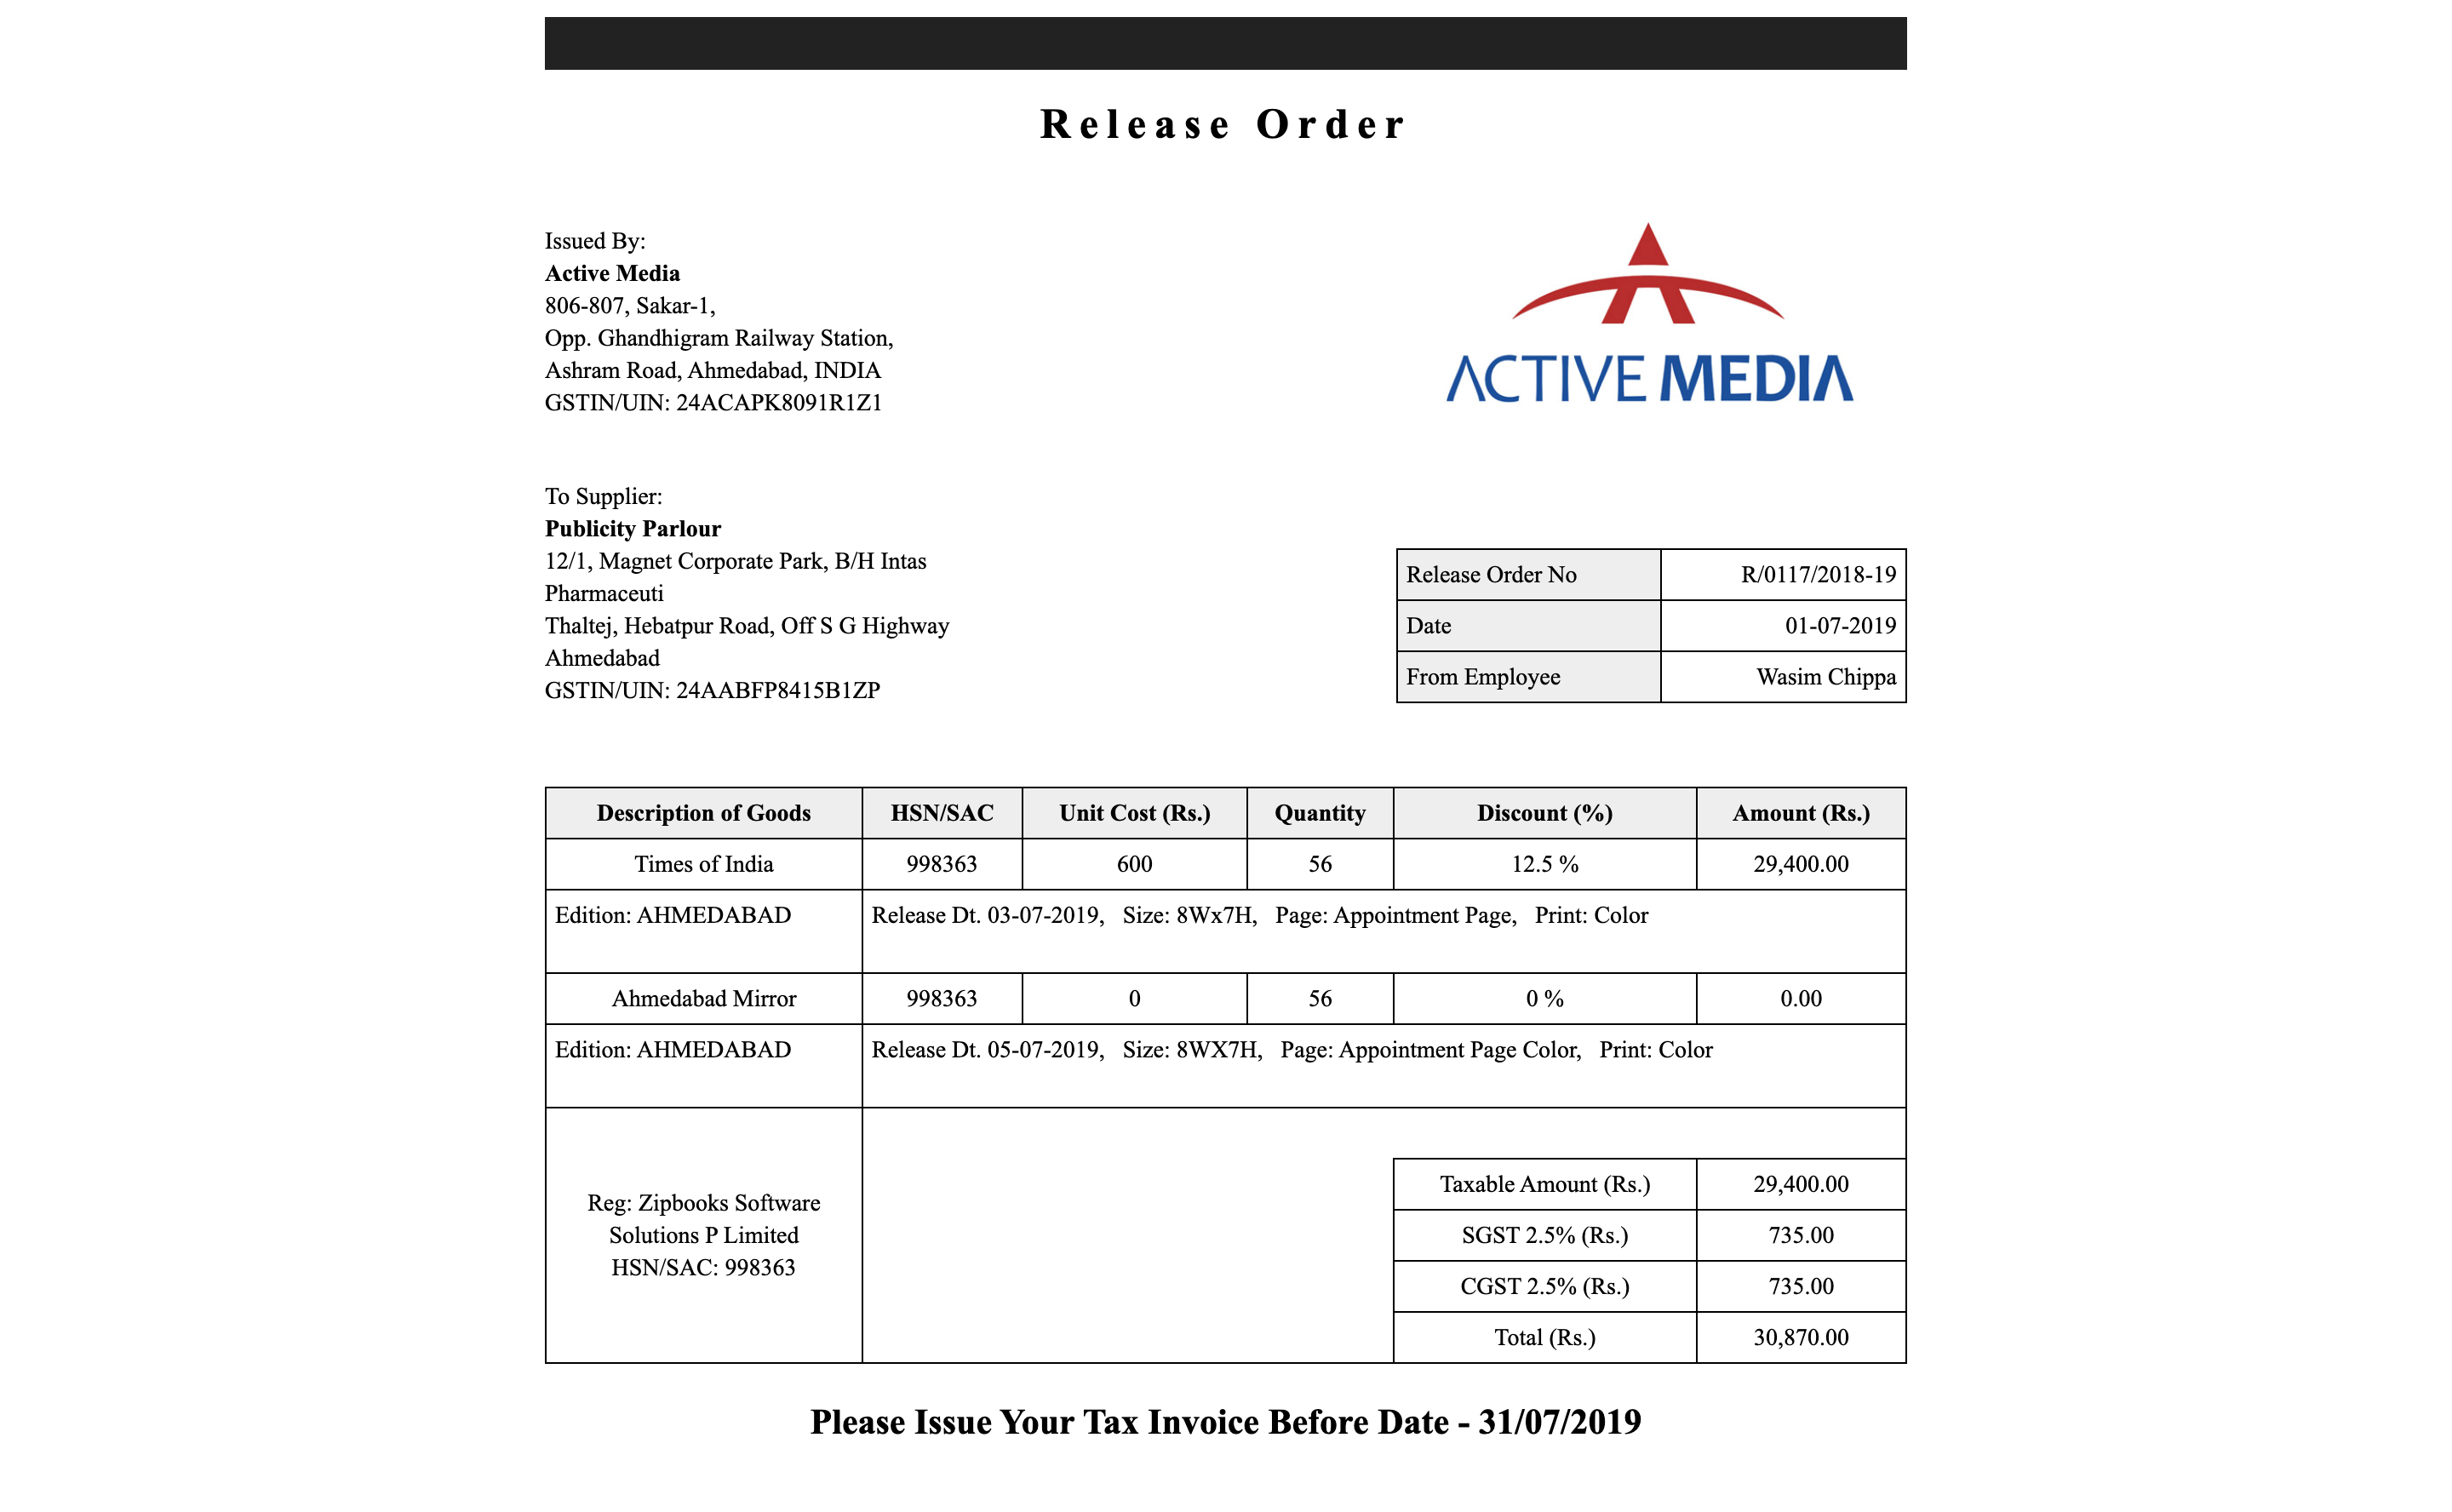 Release Order
Issued By:
Active Media
806-807, Sakar-1,
Opp. Ghandhigram Railway Station,
Ashram Road, Ahmedabad, INDIA
GSTIN/UIN: 24ACAPK8091R1Z1
ACTIVE MEDIA
To Supplier:
Publicity Parlour
12/1, Magnet Corporate Park, B/H Intas
Pharmaceuti
Thaltej, Hebatpur Road, Off S G Highway
Ahmedabad
GSTIN/UIN: 24AABFP8415B1ZP
Release Order No R/0117/2018-19
Date 01-07-2019
From Employee Wasim Chippa
Description of Goods HSN/SAC Unit Cost (Rs.) Quantity Discount (%) Amount (Rs.)
Times of India 998363 600 56 12.5 % 29,400.00
Edition: AHMEDABAD Release Dt. 03-07-2019, Size: 8Wx7H, Page: Appointment Page, Print: Color
Ahmedabad Mirror 998363 0 56 0 % 0.00
Edition: AHMEDABAD Release Dt. 05-07-2019, Size: 8WX7H, Page: Appointment Page Color, Print: Color
Reg: Zipbooks Software
Solutions P Limited
HSN/SAC: 998363
Taxable Amount (Rs.) 29,400.00
SGST 2.5% (Rs.) 735.00
CGST 2.5% (Rs.) 735.00
Total (Rs.) 30,870.00
Please Issue Your Tax Invoice Before Date - 31/07/2019